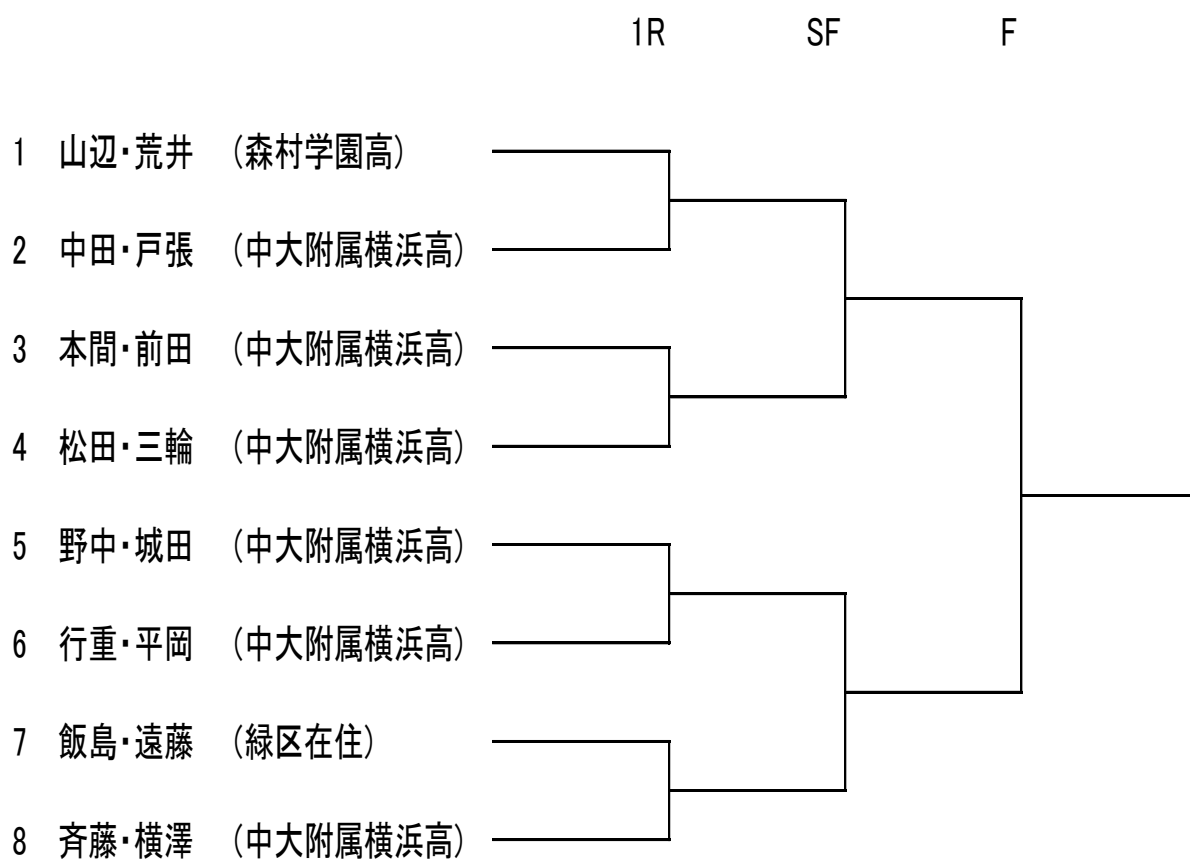 1R SF F
1 山辺・荒井 (森村学園高)
2 中田・戸張 (中大附属横浜高)
3 本間・前田 (中大附属横浜高)
4 松田・三輪 (中大附属横浜高)
5 野中・城田 (中大附属横浜高)
6 行重・平岡 (中大附属横浜高)
7 飯島・遠藤 (緑区在住)
8 斉藤・横澤 (中大附属横浜高)